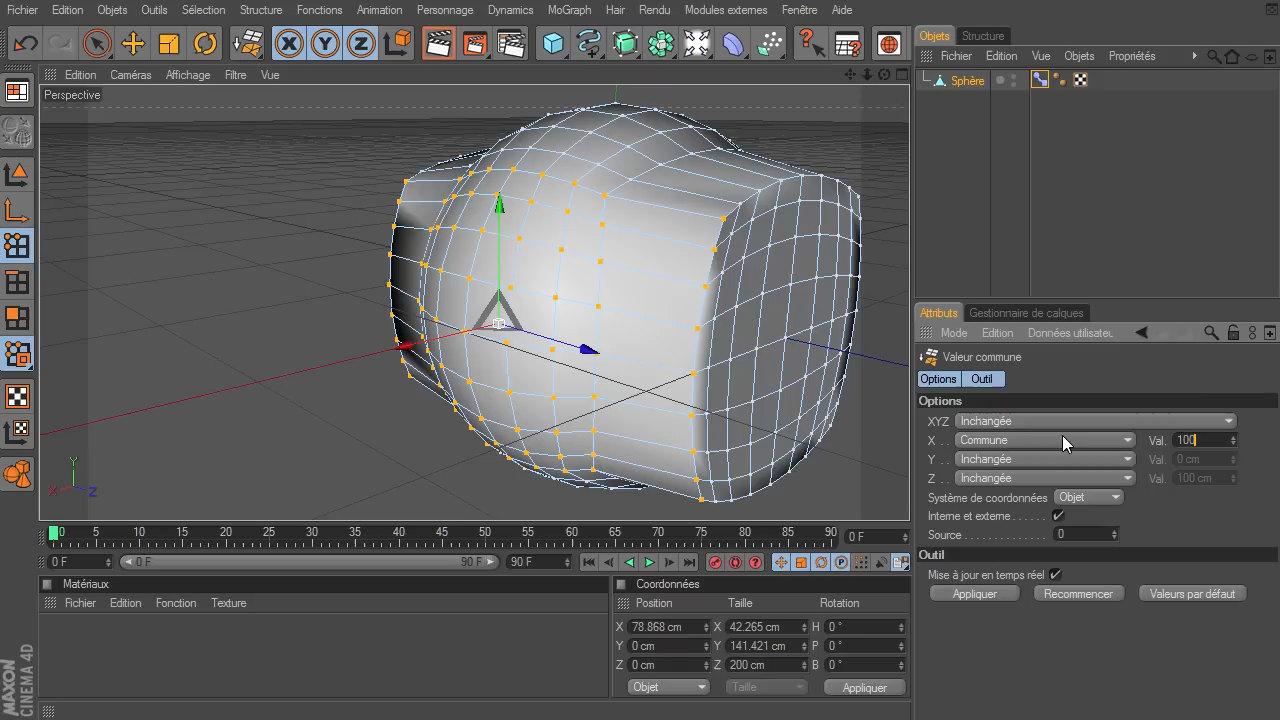 Fichier Edition Objets Outils Sélection Structure Fonctions Animation Personnage Dynamics MoGraph Hair Rendu Modules externes Fenêtre Aide
Objets Structure
Fichier Edition Vue Objets Propriétés
Edition Caméras Affichage Filtre Vue
Sphère
Perspective
Attributs Gestionnaire de calques
Mode Edition Données utilisateu
Valeur commune
Options Outil
Options
XYZ Inchangée
X . . Commune Val. 100
Y . . Inchangée Val. 0 cm
Z . . Inchangée Val. 100 cm
Système de coordonnées Objet
Interne et externe . . . . . .
Source . . . . . . . . . . . . . . 0
Outil
Mise à jour en temps réel
Appliquer Recommencer Valeurs par défaut
X Y Z
0 5 10 15 20 25 30 35 40 45 50 55 60 65 70 75 80 85 90 0 F
0 F 0 F 90 F 90 F
Matériaux
Fichier Edition Fonction Texture
Coordonnées
Position Taille Rotation
X 78.868 cm X 42.265 cm H 0 °
Y 0 cm Y 141.421 cm P 0 °
Z 0 cm Z 200 cm B 0 °
Objet Taille Appliquer
MAXON
CINEMA 4D